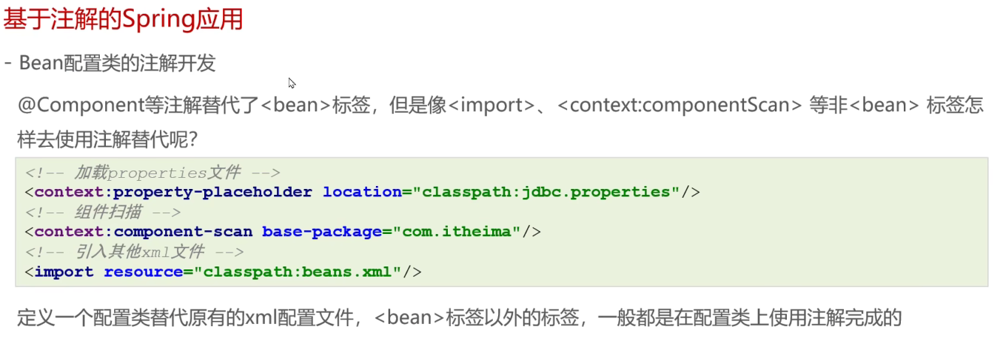 基于注解的Spring应用
- Bean配置类的注解开发
@Component等注解替代了<bean>标签，但是像<import>、<context:componentScan> 等非<bean> 标签怎
样去使用注解替代呢？
<!-- 加载properties文件 -->
<context:property-placeholder location="classpath:jdbc.properties"/>
<!-- 组件扫描 -->
<context:component-scan base-package="com.itheima"/>
<!-- 引入其他xml文件 -->
<import resource="classpath:beans.xml"/>
定义一个配置类替代原有的xml配置文件，<bean>标签以外的标签，一般都是在配置类上使用注解完成的